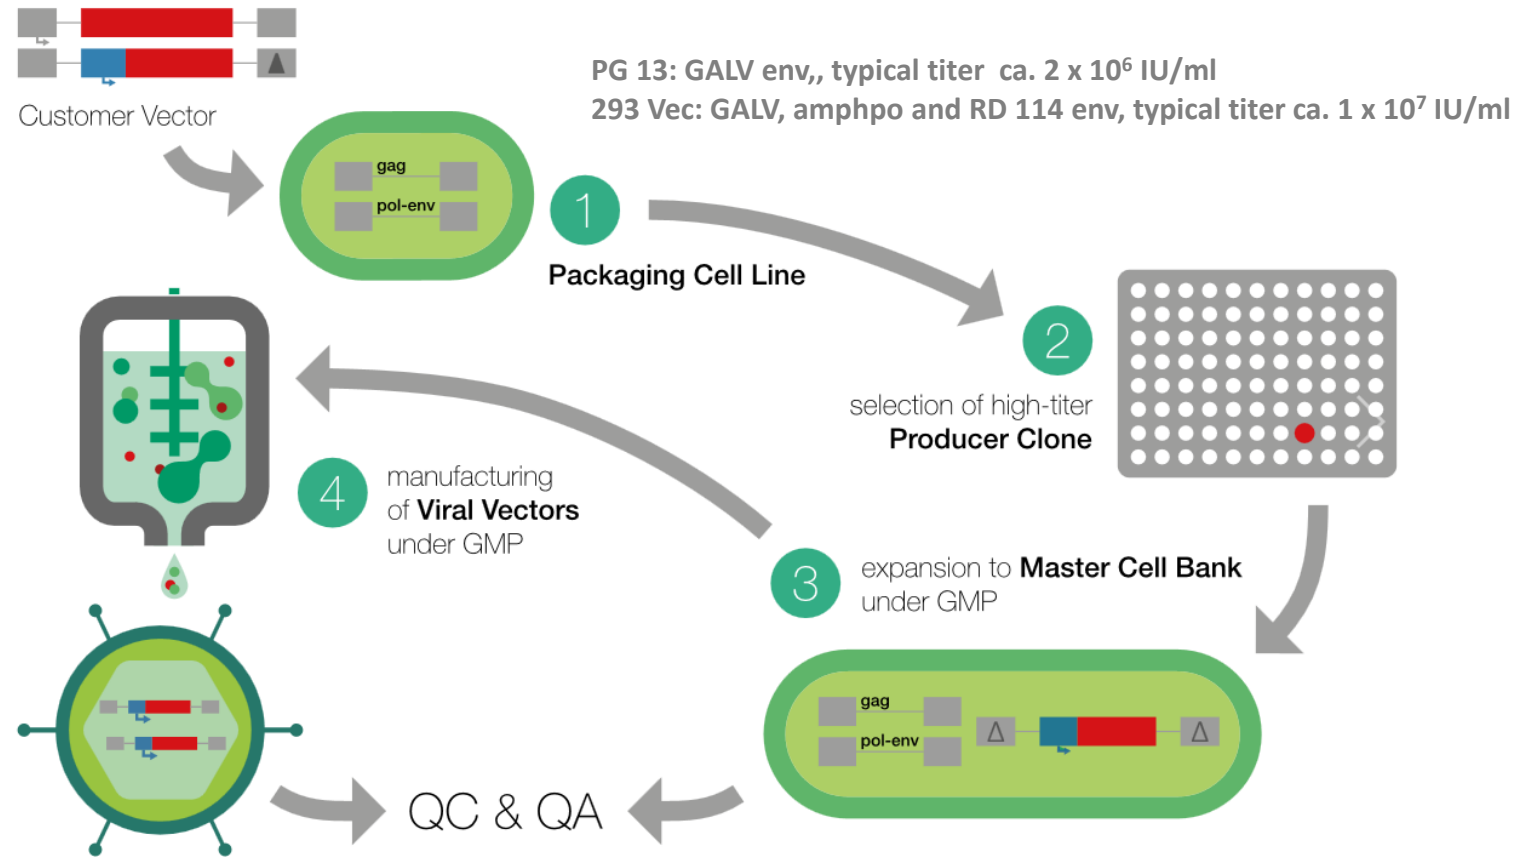 Customer Vector
PG 13: GALV env,, typical titer ca. 2 x 10⁶ IU/ml
293 Vec: GALV, amphpo and RD 114 env, typical titer ca. 1 x 10⁷ IU/ml
gag
pol-env
1
Packaging Cell Line
2
selection of high-titer
Producer Clone
3
expansion to Master Cell Bank
under GMP
gag
pol-env
Δ
Δ
4
manufacturing
of Viral Vectors
under GMP
QC & QA